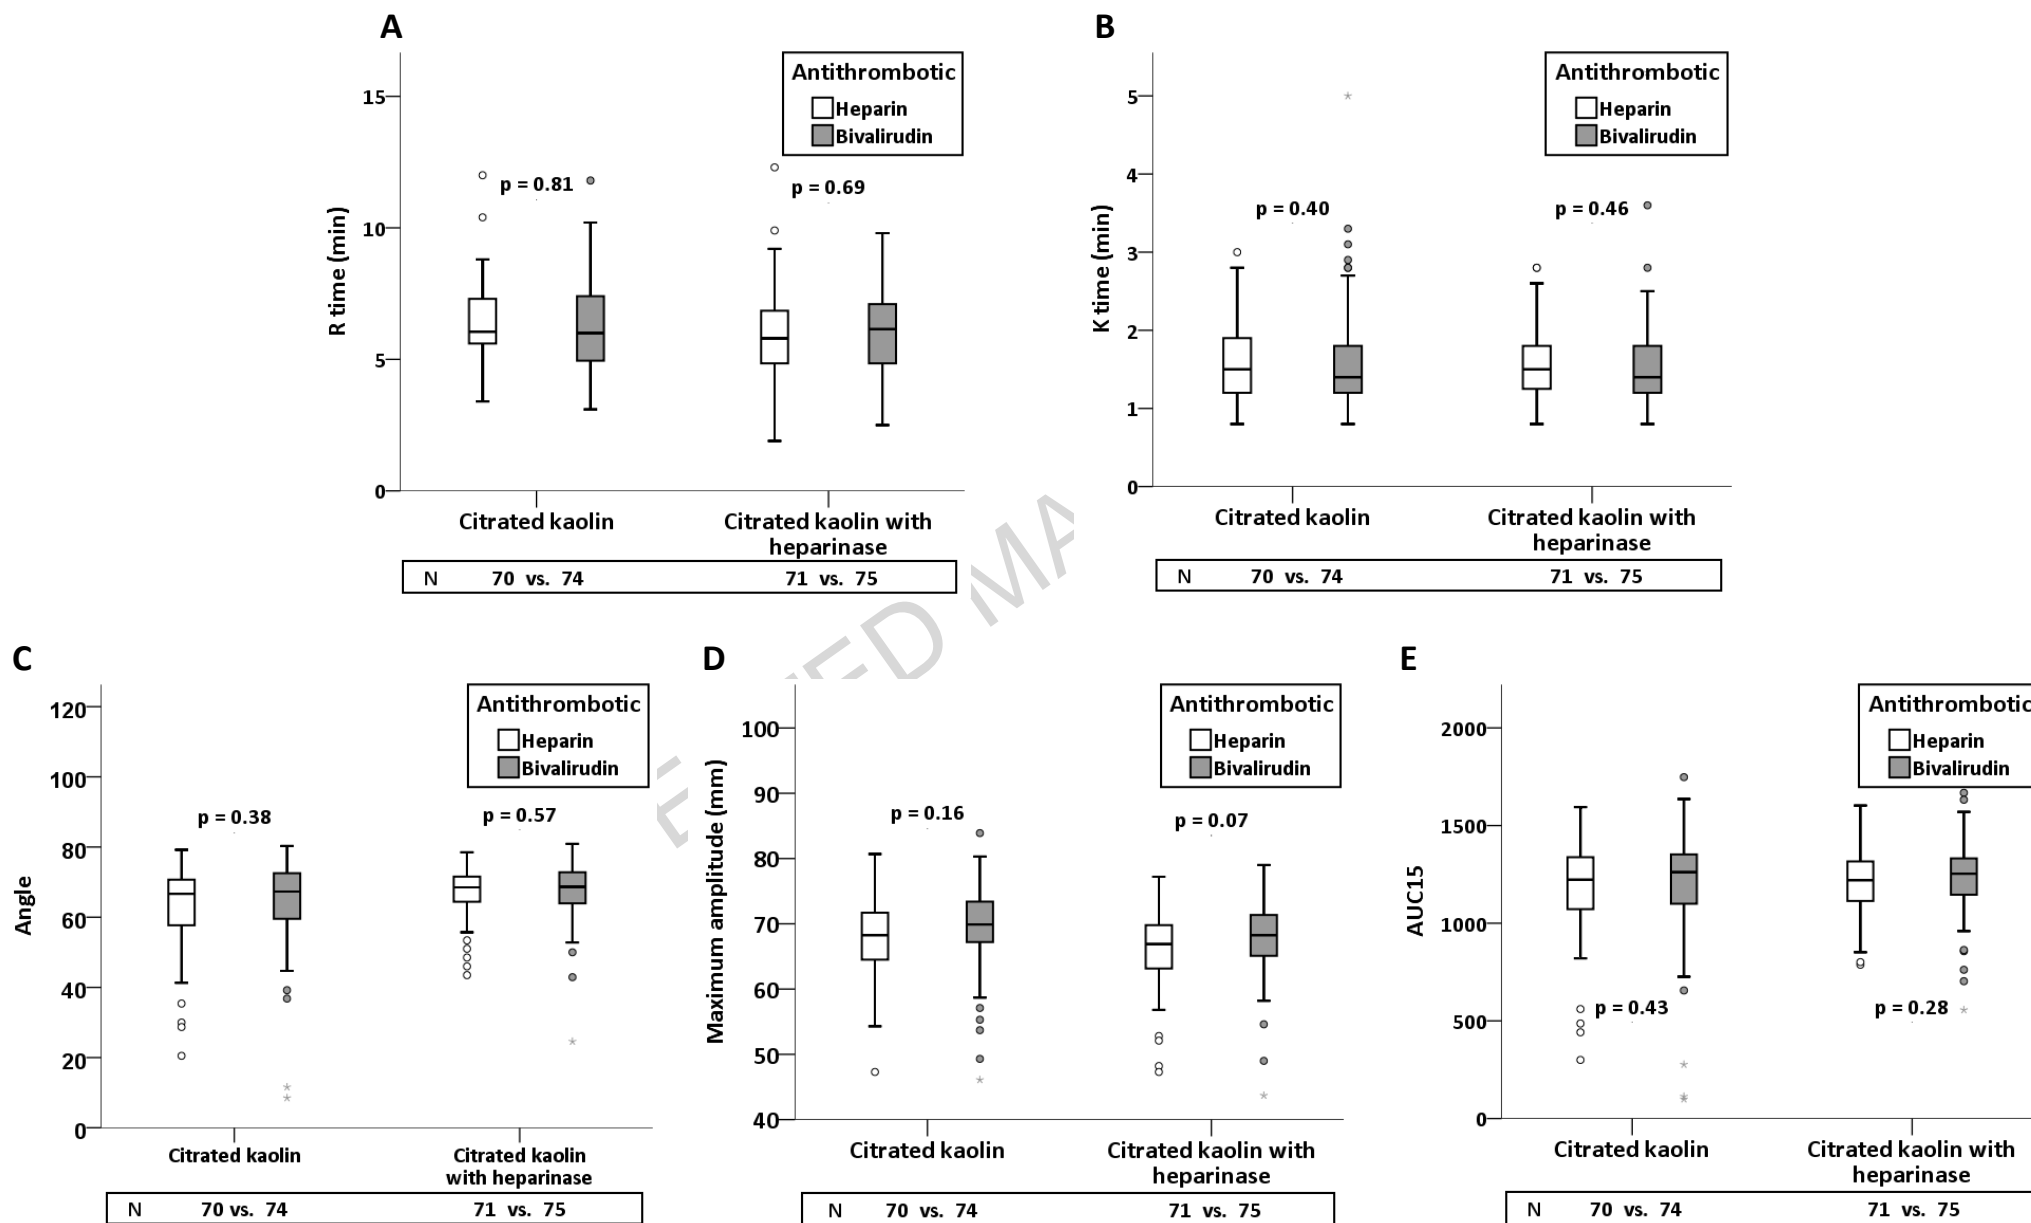 A
Antithrombotic
Heparin
Bivalirudin
15
10
5
0
R time (min)
p = 0.81
p = 0.69
Citrated kaolin
Citrated kaolin with
heparinase
N 70 vs. 74 71 vs. 75
B
Antithrombotic
Heparin
Bivalirudin
5
4
3
2
1
0
K time (min)
p = 0.40
p = 0.46
Citrated kaolin
Citrated kaolin with
heparinase
N 70 vs. 74 71 vs. 75
C
Antithrombotic
Heparin
Bivalirudin
120
100
80
60
40
20
0
Angle
p = 0.38
p = 0.57
Citrated kaolin
Citrated kaolin
with heparinase
N 70 vs. 74 71 vs. 75
D
Antithrombotic
Heparin
Bivalirudin
100
90
80
70
60
50
40
Maximum amplitude (mm)
p = 0.16
p = 0.07
Citrated kaolin
Citrated kaolin with
heparinase
N 70 vs. 74 71 vs. 75
E
Antithrombotic
Heparin
Bivalirudin
2000
1500
1000
500
0
AUC15
p = 0.43
p = 0.28
Citrated kaolin
Citrated kaolin with
heparinase
N 70 vs. 74 71 vs. 75